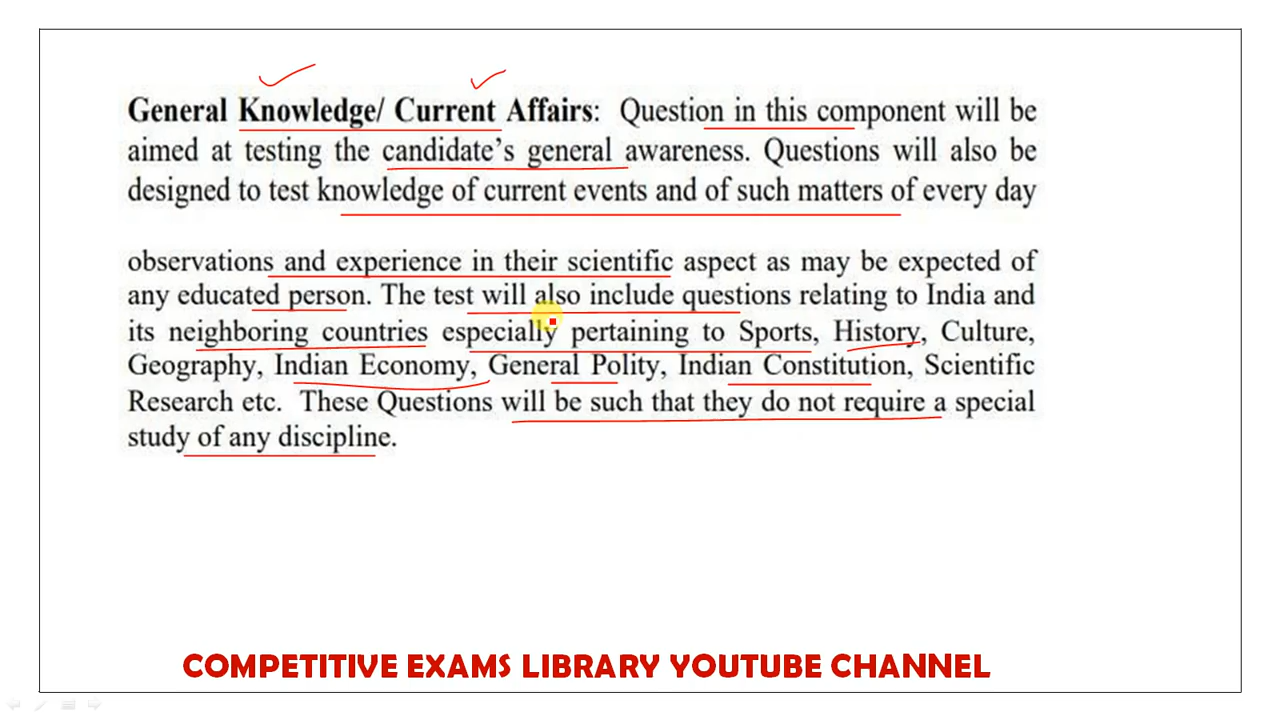 General Knowledge/ Current Affairs: Question in this component will be
aimed at testing the candidate's general awareness. Questions will also be
designed to test knowledge of current events and of such matters of every day
observations and experience in their scientific aspect as may be expected of
any educated person. The test will also include questions relating to India and
its neighboring countries especially pertaining to Sports, History, Culture,
Geography, Indian Economy, General Polity, Indian Constitution, Scientific
Research etc. These Questions will be such that they do not require a special
study of any discipline.
COMPETITIVE EXAMS LIBRARY YOUTUBE CHANNEL